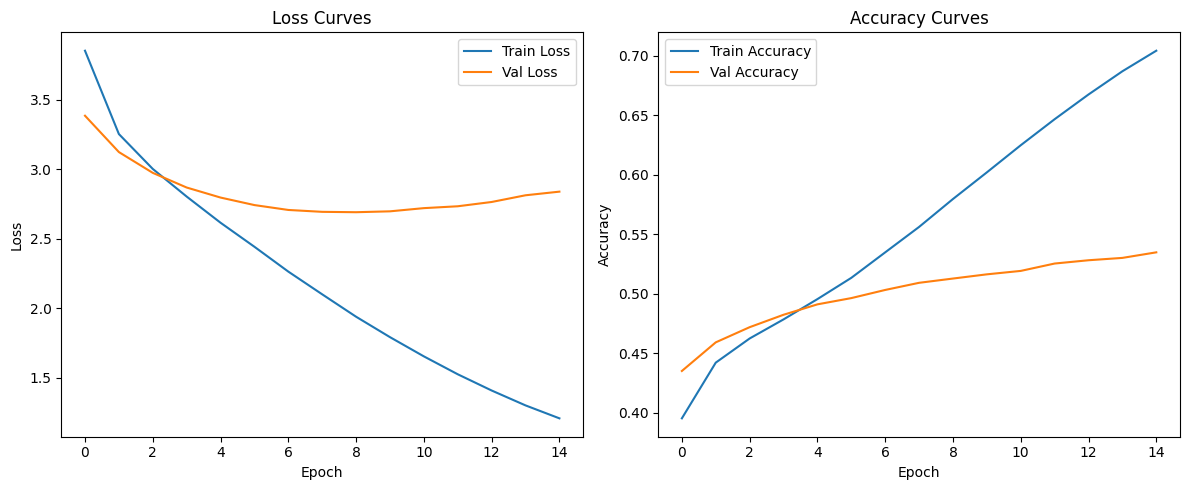 Loss Curves
Train Loss
Val Loss
3.5
3.0
2.5
2.0
1.5
Loss
0 2 4 6 8 10 12 14
Epoch
Accuracy Curves
Train Accuracy
Val Accuracy
0.70
0.65
0.60
0.55
0.50
0.45
0.40
Accuracy
0 2 4 6 8 10 12 14
Epoch